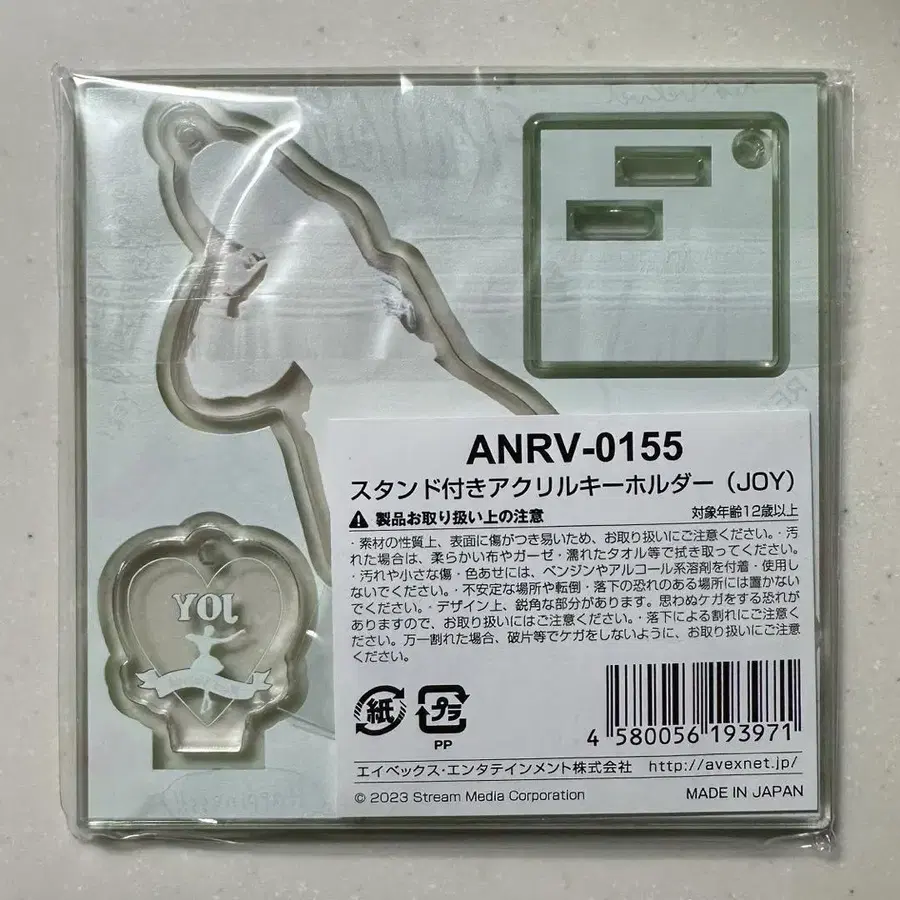 ANRV-0155
スタンド付きアクリルキーホルダー（JOY）
⚠ 製品お取り扱い上の注意 対象年齢12歳以上
・素材の性質上、表面に傷がつき易いため、お取り扱いにご注意ください。・汚
れた場合は、柔らかい布やガーゼ・濡れたタオル等で拭き取ってください。
・汚れや小さな傷・色あせには、ベンジンやアルコール系溶剤を付着・使用し
ないでください。・不安定な場所や転倒・落下の恐れのある場所には置かない
でください。・デザイン上、鋭角な部分があります。思わぬケガをする恐れが
ありますので、お取り扱いにはご注意ください。・落下による割れにご注意く
ださい。万一割れた場合、破片等でケガをしないように、お取り扱いにご注意
ください。
JOY
紙
プラ
PP
4 580056 193971
エイベックス・エンタテインメント株式会社 http://avexnet.jp/
© 2023 Stream Media Corporation MADE IN JAPAN
Happiness